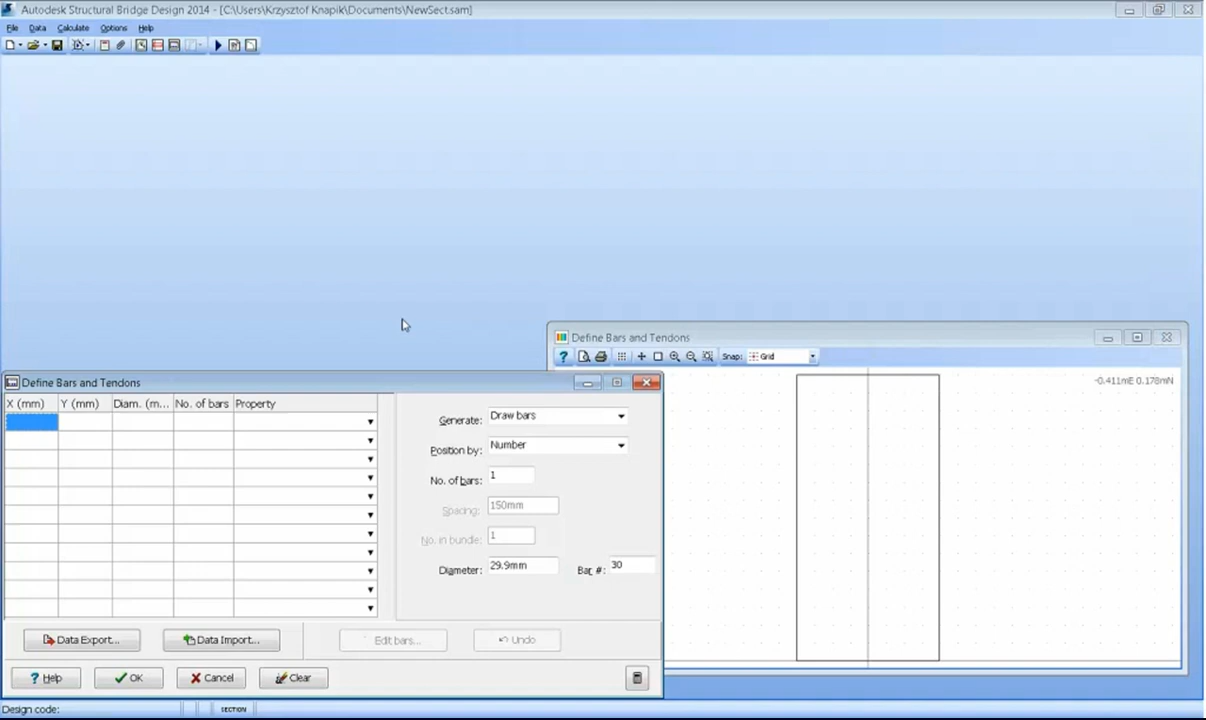 Autodesk Structural Bridge Design 2014 - [C:\Users\Krzysztof Knapik\Documents\NewSect.sam]
File Data Calculate Options Help
Define Bars and Tendons
? Snap: Grid
-0.411mE 0.178mN
Define Bars and Tendons
X (mm) Y (mm) Diam. (m... No. of bars Property
Generate: Draw bars
Position by: Number
No. of bars: 1
Spacing: 150mm
No. in bundle: 1
Diameter: 29.9mm Bar #: 30
Data Export... Data Import... Edit bars... Undo
? Help OK Cancel Clear
Design code: SECTION